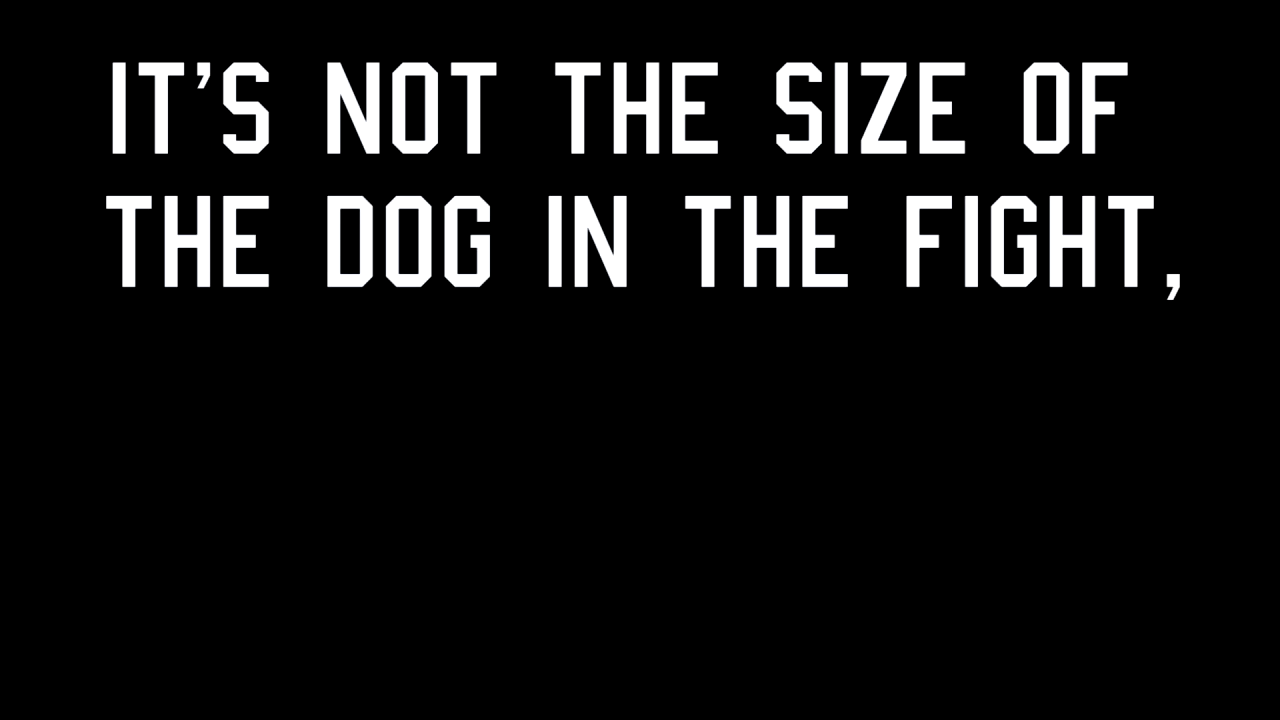 IT'S NOT THE SIZE OF
THE DOG IN THE FIGHT,